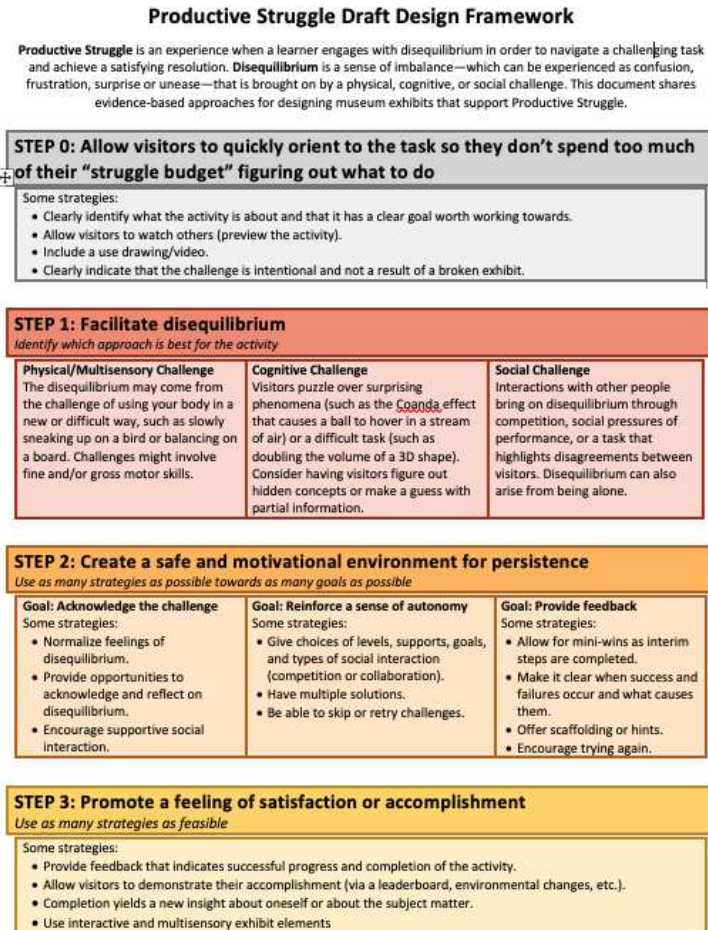 Productive Struggle Draft Design Framework
Productive Struggle is an experience when a learner engages with disequilibrium in order to navigate a challenging task
and achieve a satisfying resolution. Disequilibrium is a sense of imbalance—which can be experienced as confusion,
frustration, surprise or unease—that is brought on by a physical, cognitive, or social challenge. This document shares
evidence-based approaches for designing museum exhibits that support Productive Struggle.
STEP 0: Allow visitors to quickly orient to the task so they don’t spend too much
of their “struggle budget” figuring out what to do
Some strategies:
• Clearly identify what the activity is about and that it has a clear goal worth working towards.
• Allow visitors to watch others (preview the activity).
• Include a use drawing/video.
• Clearly indicate that the challenge is intentional and not a result of a broken exhibit.
STEP 1: Facilitate disequilibrium
Identify which approach is best for the activity
Physical/Multisensory Challenge
The disequilibrium may come from
the challenge of using your body in a
new or difficult way, such as slowly
sneaking up on a bird or balancing on
a board. Challenges might involve
fine and/or gross motor skills.
Cognitive Challenge
Visitors puzzle over surprising
phenomena (such as the Coanda effect
that causes a ball to hover in a stream
of air) or a difficult task (such as
doubling the volume of a 3D shape).
Consider having visitors figure out
hidden concepts or make a guess with
partial information.
Social Challenge
Interactions with other people
bring on disequilibrium through
competition, social pressures of
performance, or a task that
highlights disagreements between
visitors. Disequilibrium can also
arise from being alone.
STEP 2: Create a safe and motivational environment for persistence
Use as many strategies as possible towards as many goals as possible
Goal: Acknowledge the challenge
Some strategies:
• Normalize feelings of
disequilibrium.
• Provide opportunities to
acknowledge and reflect on
disequilibrium.
• Encourage supportive social
interaction.
Goal: Reinforce a sense of autonomy
Some strategies:
• Give choices of levels, supports, goals,
and types of social interaction
(competition or collaboration).
• Have multiple solutions.
• Be able to skip or retry challenges.
Goal: Provide feedback
Some strategies:
• Allow for mini-wins as interim
steps are completed.
• Make it clear when success and
failures occur and what causes
them.
• Offer scaffolding or hints.
• Encourage trying again.
STEP 3: Promote a feeling of satisfaction or accomplishment
Use as many strategies as feasible
Some strategies:
• Provide feedback that indicates successful progress and completion of the activity.
• Allow visitors to demonstrate their accomplishment (via a leaderboard, environmental changes, etc.).
• Completion yields a new insight about oneself or about the subject matter.
• Use interactive and multisensory exhibit elements